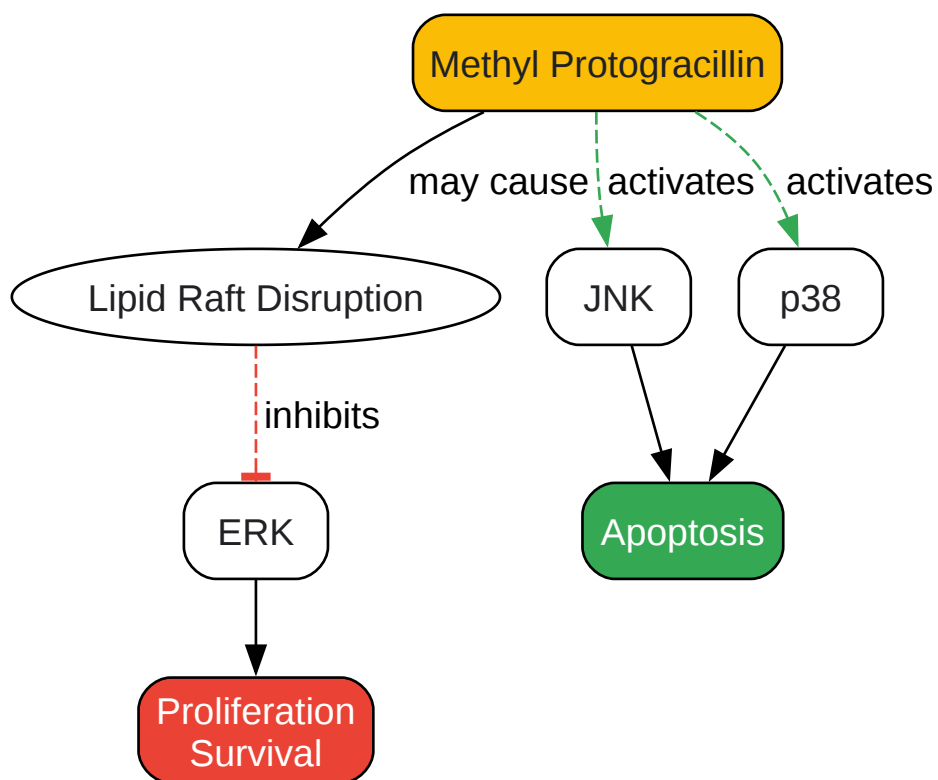 Methyl Protogracillin
may cause
activates
activates
Lipid Raft Disruption
JNK
p38
inhibits
ERK
Apoptosis
Proliferation
Survival